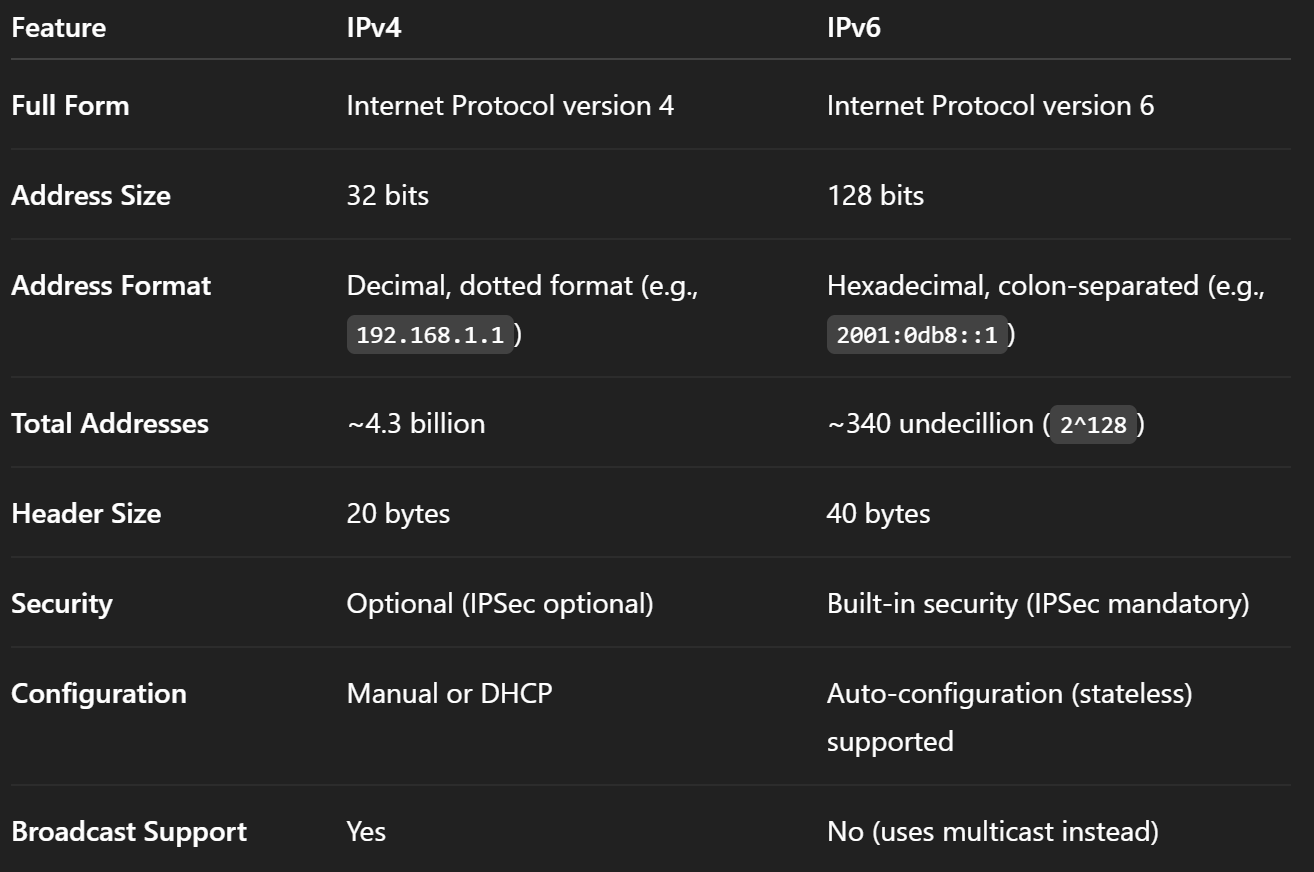 Feature IPv4 IPv6
Full Form Internet Protocol version 4 Internet Protocol version 6
Address Size 32 bits 128 bits
Address Format Decimal, dotted format (e.g., Hexadecimal, colon-separated (e.g.,
192.168.1.1) 2001:0db8::1)
Total Addresses ~4.3 billion ~340 undecillion (2^128)
Header Size 20 bytes 40 bytes
Security Optional (IPSec optional) Built-in security (IPSec mandatory)
Configuration Manual or DHCP Auto-configuration (stateless)
supported
Broadcast Support Yes No (uses multicast instead)